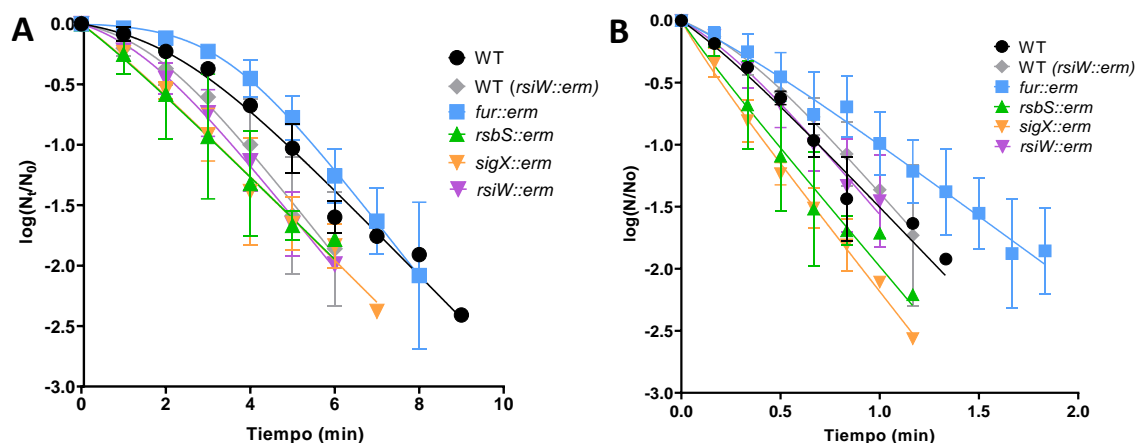 A
0.0
-0.5
-1.0
-1.5
-2.0
-2.5
-3.0
log(Nt/N0)
0 2 4 6 8 10
Tiempo (min)
WT
WT (rsiW::erm)
fur::erm
rsbS::erm
sigX::erm
rsiW::erm
B
0.0
-0.5
-1.0
-1.5
-2.0
-2.5
-3.0
log(N/No)
0.0 0.5 1.0 1.5 2.0
Tiempo (min)
WT
WT (rsiW::erm)
fur::erm
rsbS::erm
sigX::erm
rsiW::erm